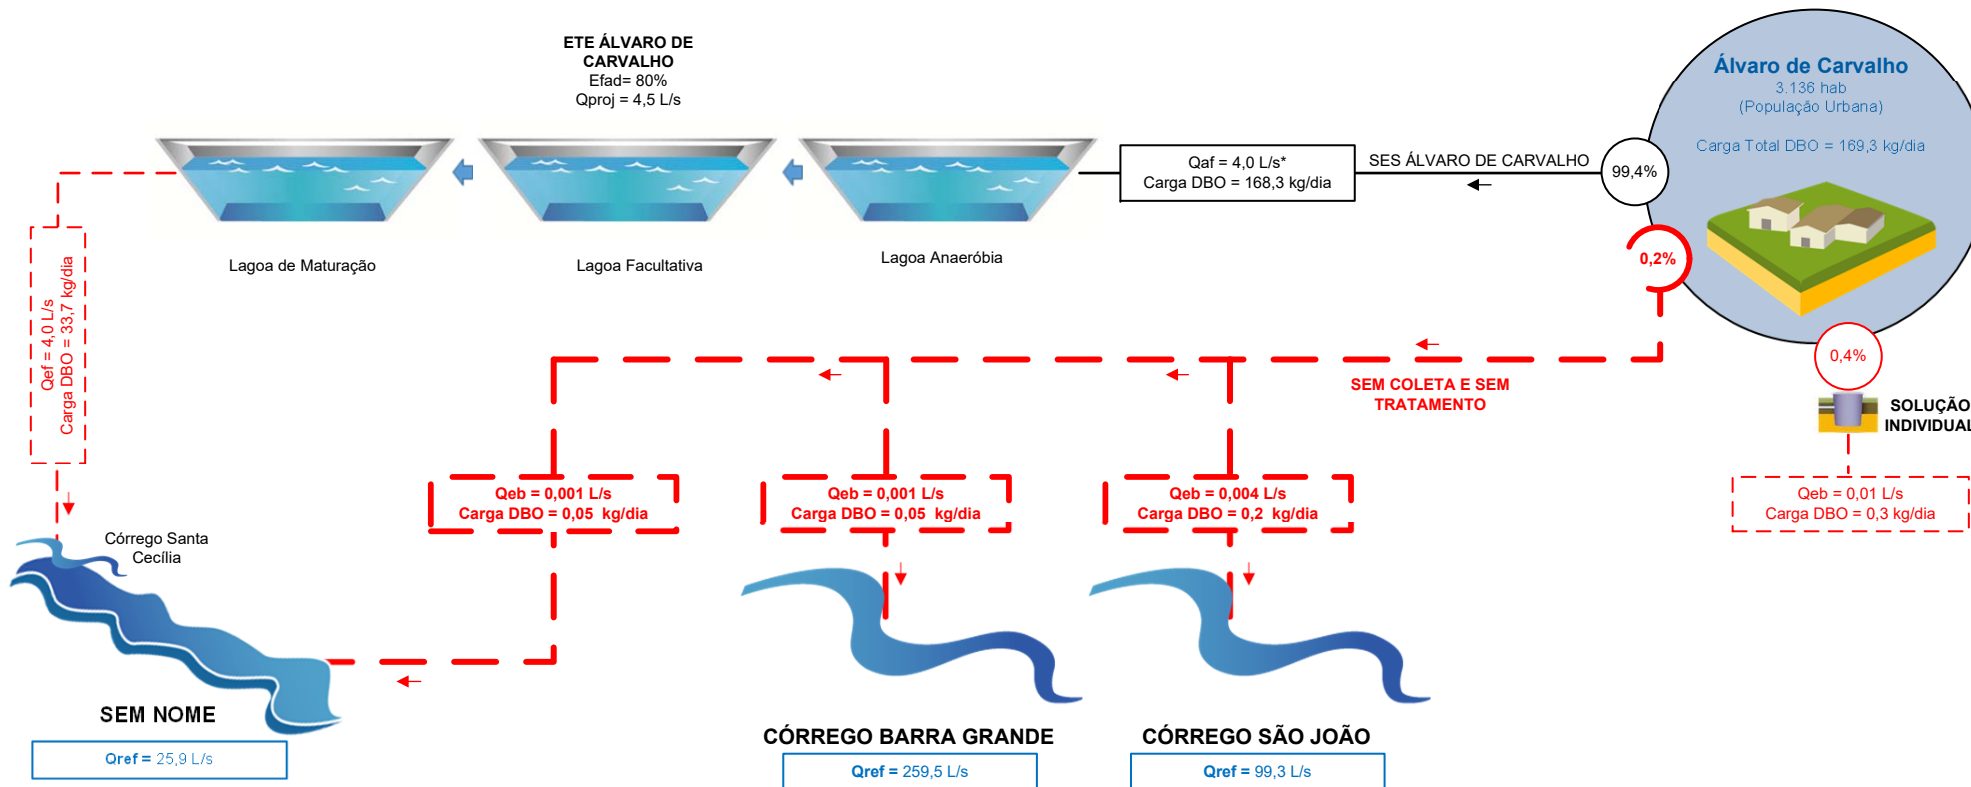 ETE ÁLVARO DE
CARVALHO
Efad= 80%
Qproj = 4,5 L/s
Álvaro de Carvalho
3.136 hab
(População Urbana)
Carga Total DBO = 169,3 kg/dia
Qaf = 4,0 L/s*
Carga DBO = 168,3 kg/dia
SES ÁLVARO DE CARVALHO
99,4%
0,2%
0,4%
Lagoa de Maturação
Lagoa Facultativa
Lagoa Anaeróbia
Qef = 4,0 L/s
Carga DBO = 33,7 kg/dia
SEM COLETA E SEM
TRATAMENTO
SOLUÇÃO
INDIVIDUAL
Qeb = 0,001 L/s
Carga DBO = 0,05 kg/dia
Qeb = 0,001 L/s
Carga DBO = 0,05 kg/dia
Qeb = 0,004 L/s
Carga DBO = 0,2 kg/dia
Qeb = 0,01 L/s
Carga DBO = 0,3 kg/dia
Córrego Santa
Cecília
SEM NOME
Qref = 25,9 L/s
CÓRREGO BARRA GRANDE
Qref = 259,5 L/s
CÓRREGO SÃO JOÃO
Qref = 99,3 L/s